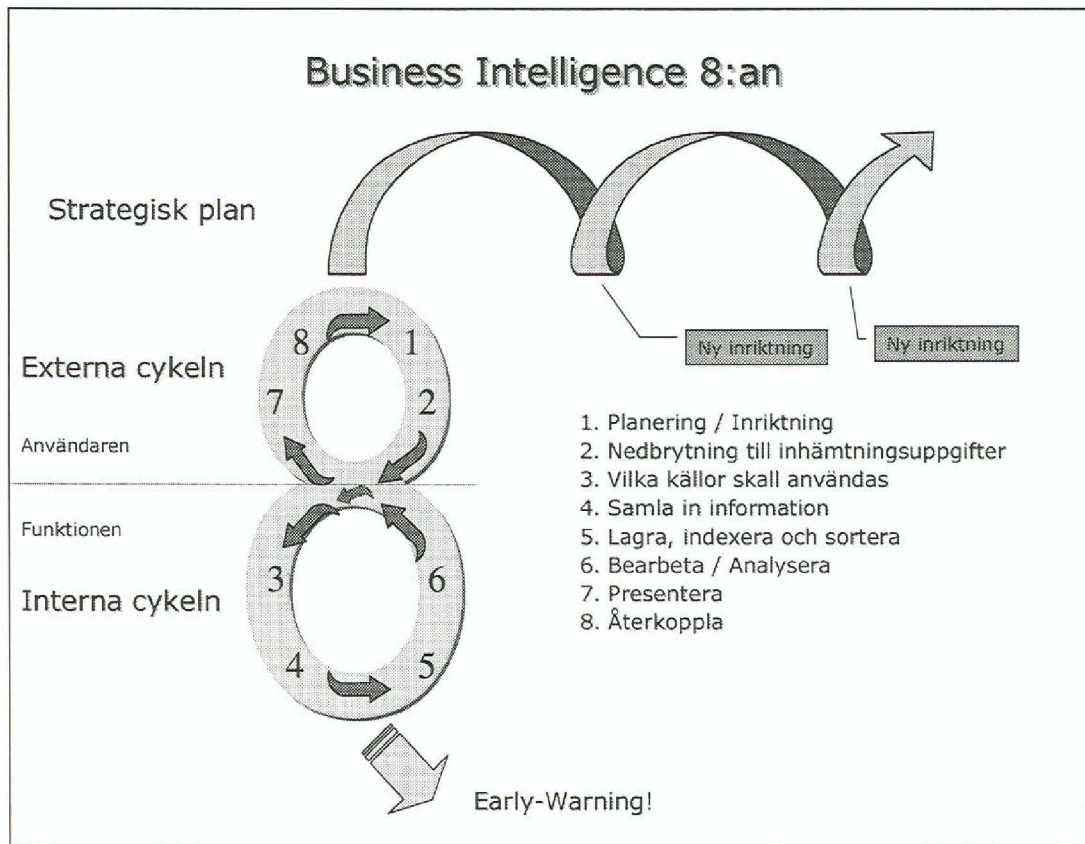 Business Intelligence 8:an
Strategisk plan
Ny inriktning
Ny inriktning
Externa cykeln
Användaren
Funktionen
Interna cykeln
8
1
7
2
3
6
4
5
1. Planering / Inriktning
2. Nedbrytning till inhämtningsuppgifter
3. Vilka källor skall användas
4. Samla in information
5. Lagra, indexera och sortera
6. Bearbeta / Analysera
7. Presentera
8. Återkoppla
Early-Warning!